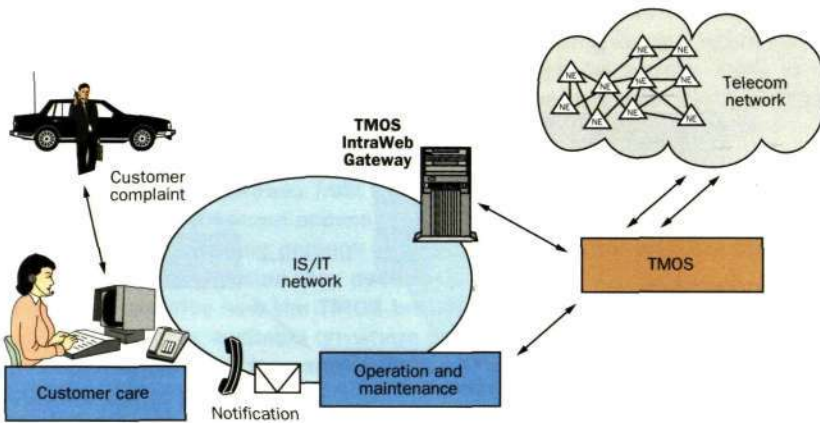 NE
NE
NE
NE
NE
NE
NE
NE
NE
NE
Telecom
network
TMOS
IntraWeb
Gateway
Customer
complaint
IS/IT
network
TMOS
Customer care
Notification
Operation and
maintenance